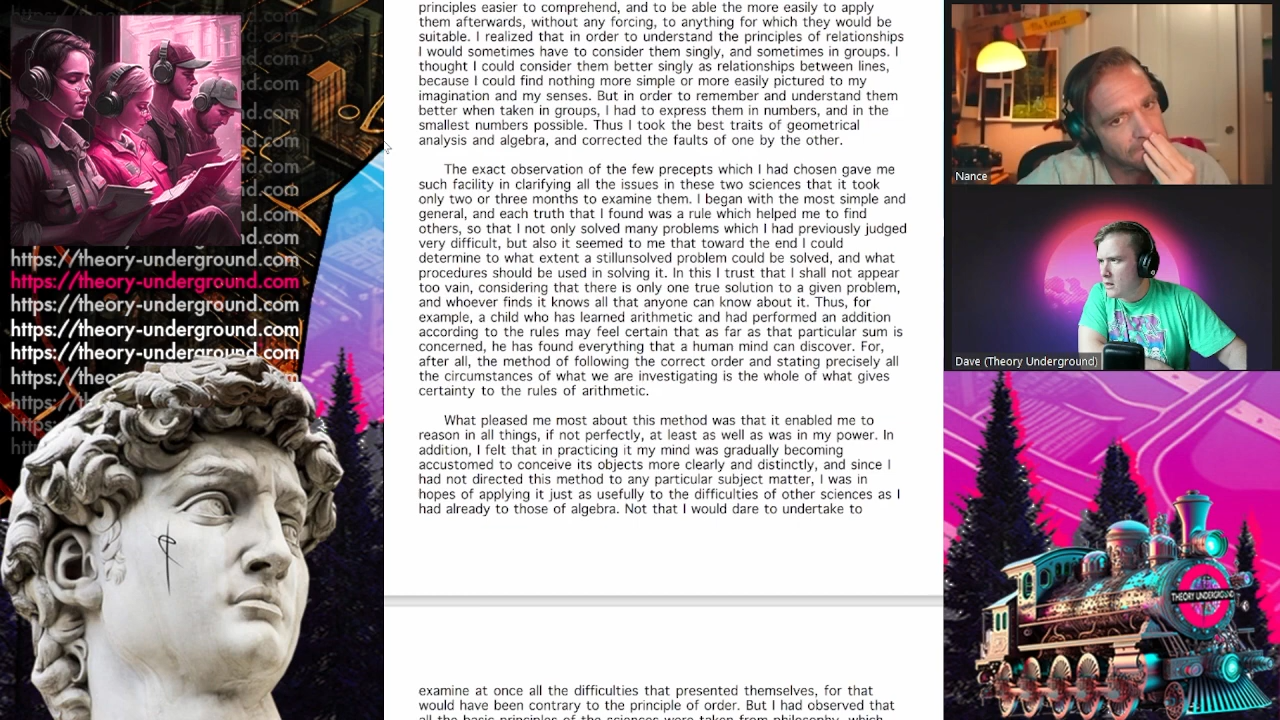 https://theory-underground.com
https://theory-underground.com
https://theory-underground.com
https://theory-underground.com
https://theory-underground.com
principles easier to comprehend, and to be able the more easily to apply
them afterwards, without any forcing, to anything for which they would be
suitable. I realized that in order to understand the principles of relationships
I would sometimes have to consider them singly, and sometimes in groups. I
thought I could consider them better singly as relationships between lines,
because I could find nothing more simple or more easily pictured to my
imagination and my senses. But in order to remember and understand them
better when taken in groups, I had to express them in numbers, and in the
smallest numbers possible. Thus I took the best traits of geometrical
analysis and algebra, and corrected the faults of one by the other.
The exact observation of the few precepts which I had chosen gave me
such facility in clarifying all the issues in these two sciences that it took
only two or three months to examine them. I began with the most simple and
general, and each truth that I found was a rule which helped me to find
others, so that I not only solved many problems which I had previously judged
very difficult, but also it seemed to me that toward the end I could
determine to what extent a stillunsolved problem could be solved, and what
procedures should be used in solving it. In this I trust that I shall not appear
too vain, considering that there is only one true solution to a given problem,
and whoever finds it knows all that anyone can know about it. Thus, for
example, a child who has learned arithmetic and had performed an addition
according to the rules may feel certain that as far as that particular sum is
concerned, he has found everything that a human mind can discover. For,
after all, the method of following the correct order and stating precisely all
the circumstances of what we are investigating is the whole of what gives
certainty to the rules of arithmetic.
What pleased me most about this method was that it enabled me to
reason in all things, if not perfectly, at least as well as was in my power. In
addition, I felt that in practicing it my mind was gradually becoming
accustomed to conceive its objects more clearly and distinctly, and since I
had not directed this method to any particular subject matter, I was in
hopes of applying it just as usefully to the difficulties of other sciences as I
had already to those of algebra. Not that I would dare to undertake to
examine at once all the difficulties that presented themselves, for that
would have been contrary to the principle of order. But I had observed that
all the basic principles of the sciences were taken from philosophy, which
Nance
Dave (Theory Underground)
THEORY UNDERGROUND